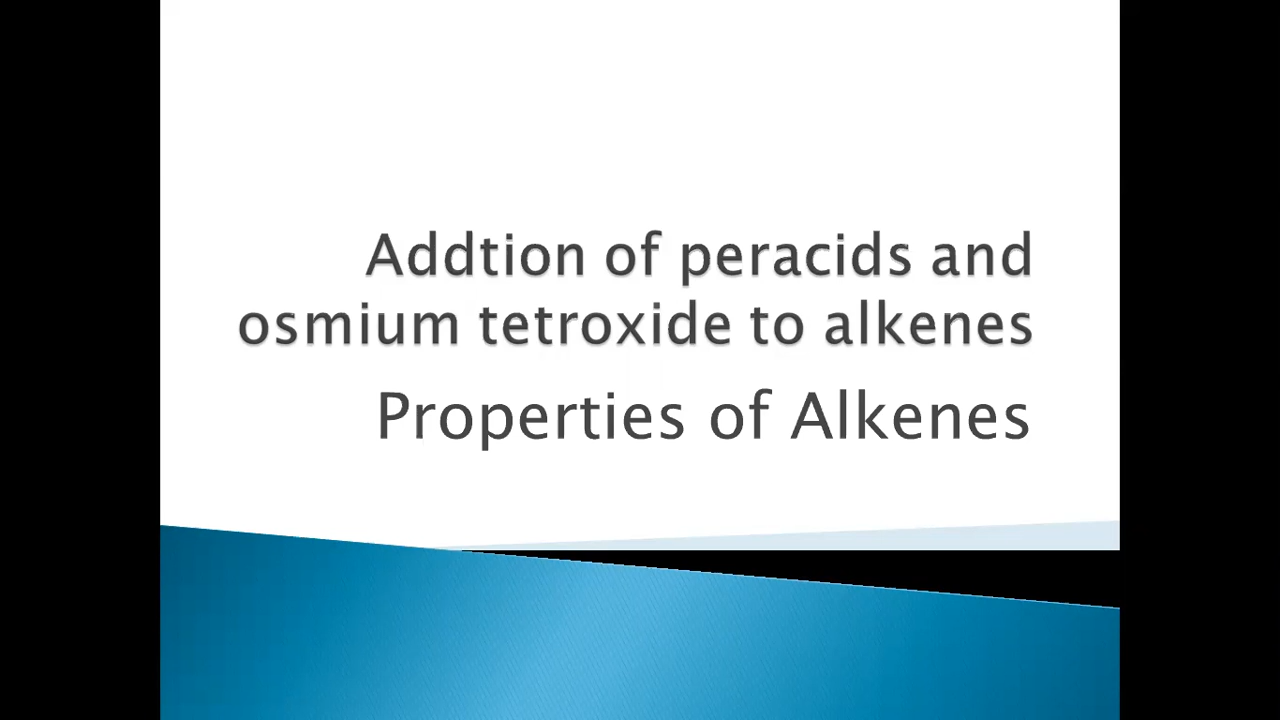 Addtion of peracids and
osmium tetroxide to alkenes
Properties of Alkenes